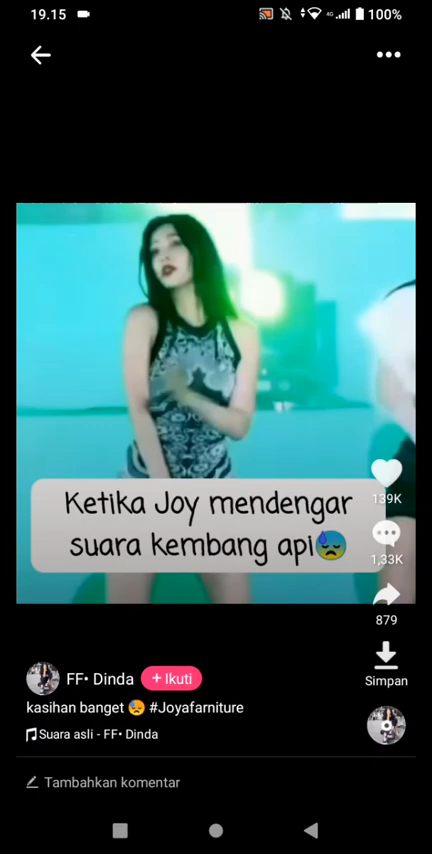 19.15
4G
100%
Ketika Joy mendengar
suara kembang api😓
139K
1,33K
879
Simpan
FF• Dinda
+ Ikuti
kasihan banget 😓 #Joyafarniture
Suara asli - FF• Dinda
Tambahkan komentar